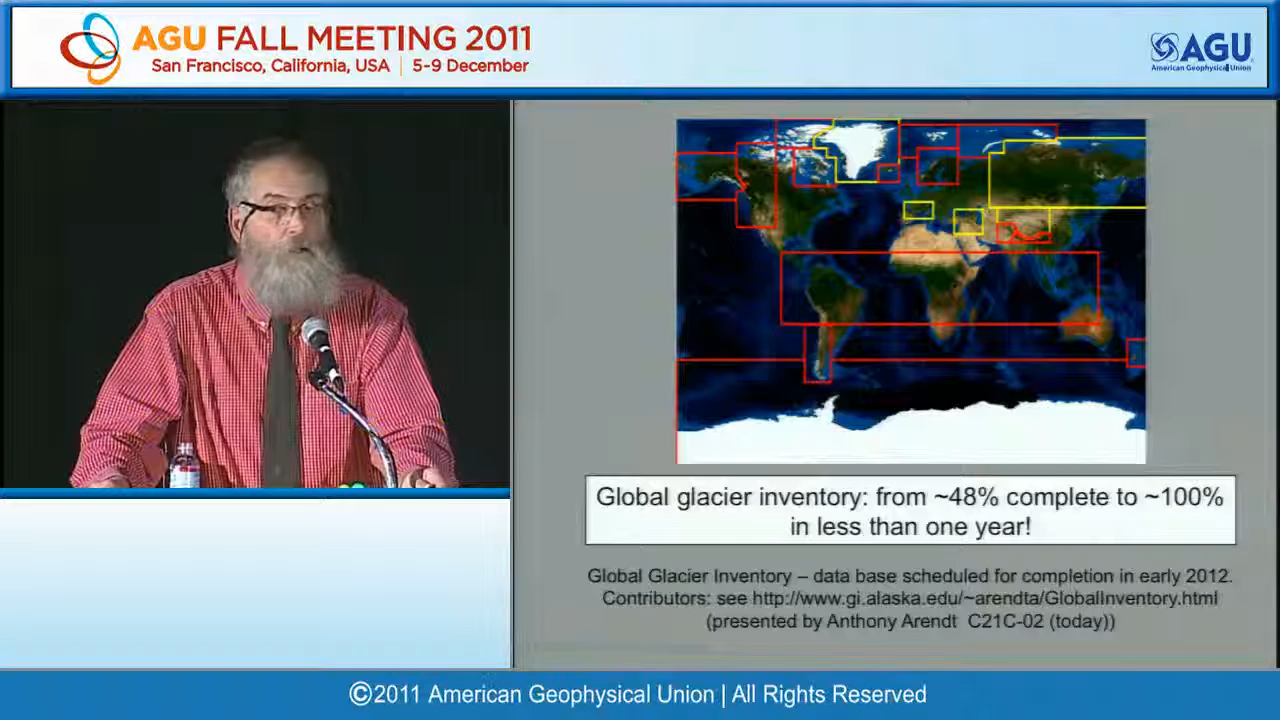 AGU FALL MEETING 2011
San Francisco, California, USA | 5-9 December
AGU
American Geophysical Union
Global glacier inventory: from ~48% complete to ~100%
in less than one year!
Global Glacier Inventory – data base scheduled for completion in early 2012.
Contributors: see http://www.gi.alaska.edu/~arendta/GlobalInventory.html
(presented by Anthony Arendt C21C-02 (today))
©2011 American Geophysical Union | All Rights Reserved